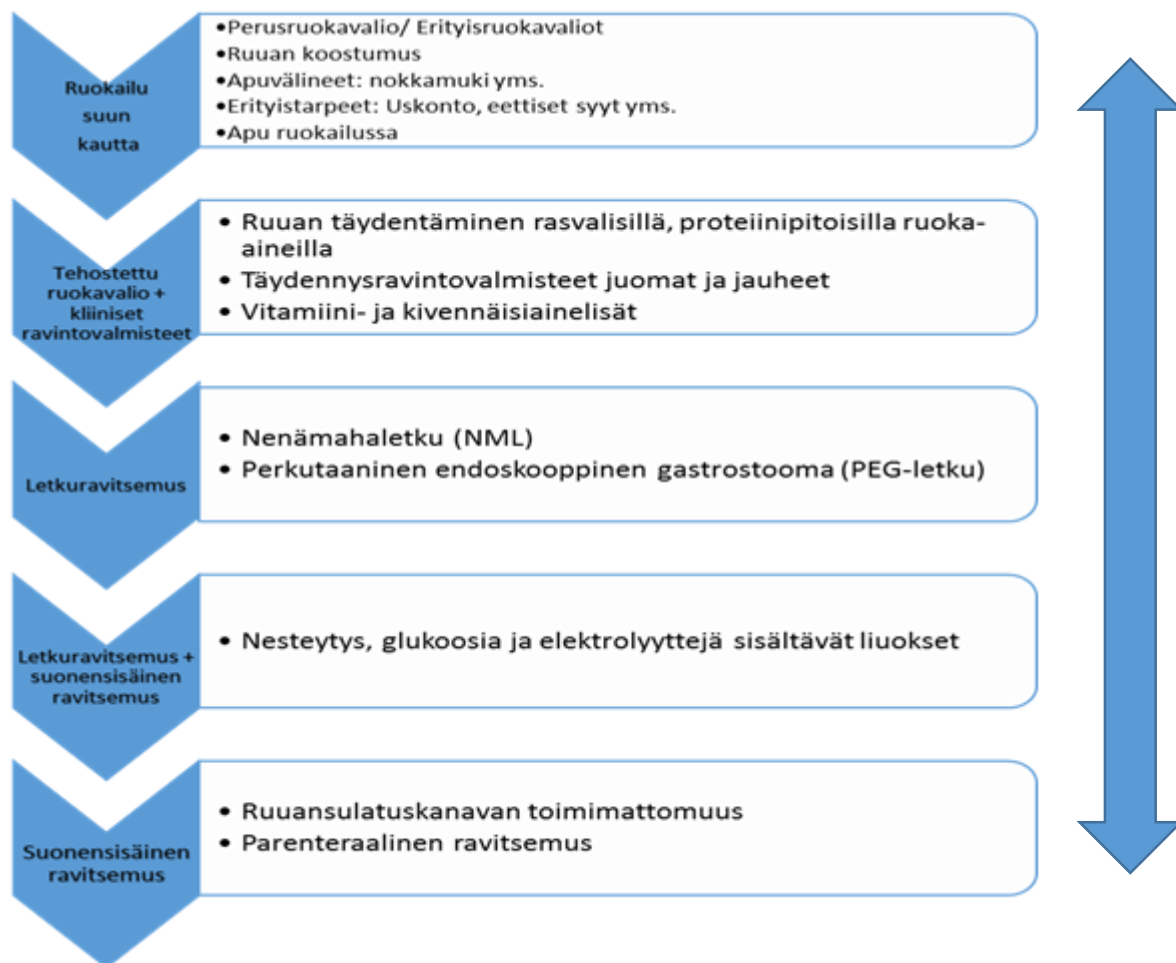 Ruokailu
suun
kautta
•Perusruokavalio/ Erityisruokavaliot
•Ruuan koostumus
•Apuvälineet: nokkamuki yms.
•Erityistarpeet: Uskonto, eettiset syyt yms.
•Apu ruokailussa
Tehostettu
ruokavalio +
kliiniset
ravintovalmisteet
• Ruuan täydentäminen rasvalisillä, proteiinipitoisilla ruoka-
aineilla
• Täydennysravintovalmisteet juomat ja jauheet
• Vitamiini- ja kivennäisiainelisät
Letkuravitsemus
• Nenämahaletku (NML)
• Perkutaaninen endoskooppinen gastrostooma (PEG-letku)
Letkuravitsemus +
suonensisäinen
ravitsemus
• Nesteytys, glukoosia ja elektrolyyttejä sisältävät liuokset
Suonensisäinen
ravitsemus
• Ruuansulatuskanavan toimimattomuus
• Parenteraalinen ravitsemus